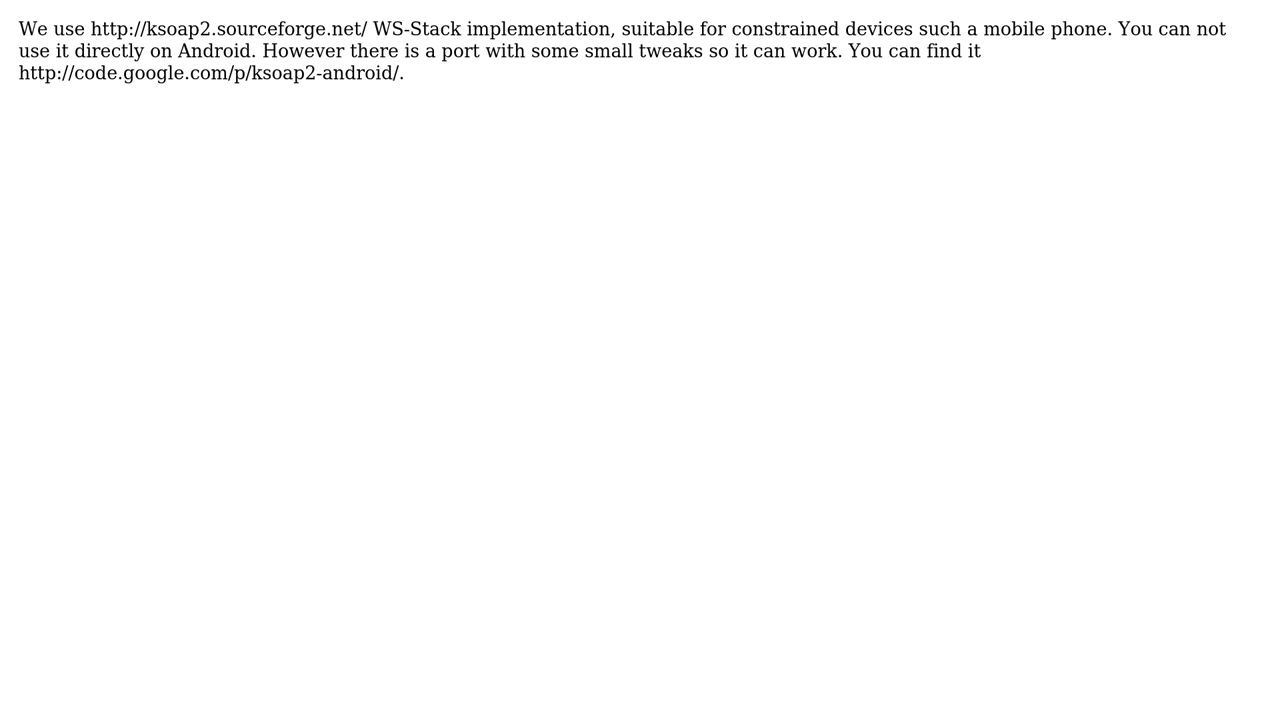 We use http://ksoap2.sourceforge.net/ WS-Stack implementation, suitable for constrained devices such a mobile phone. You can not
use it directly on Android. However there is a port with some small tweaks so it can work. You can find it
http://code.google.com/p/ksoap2-android/.